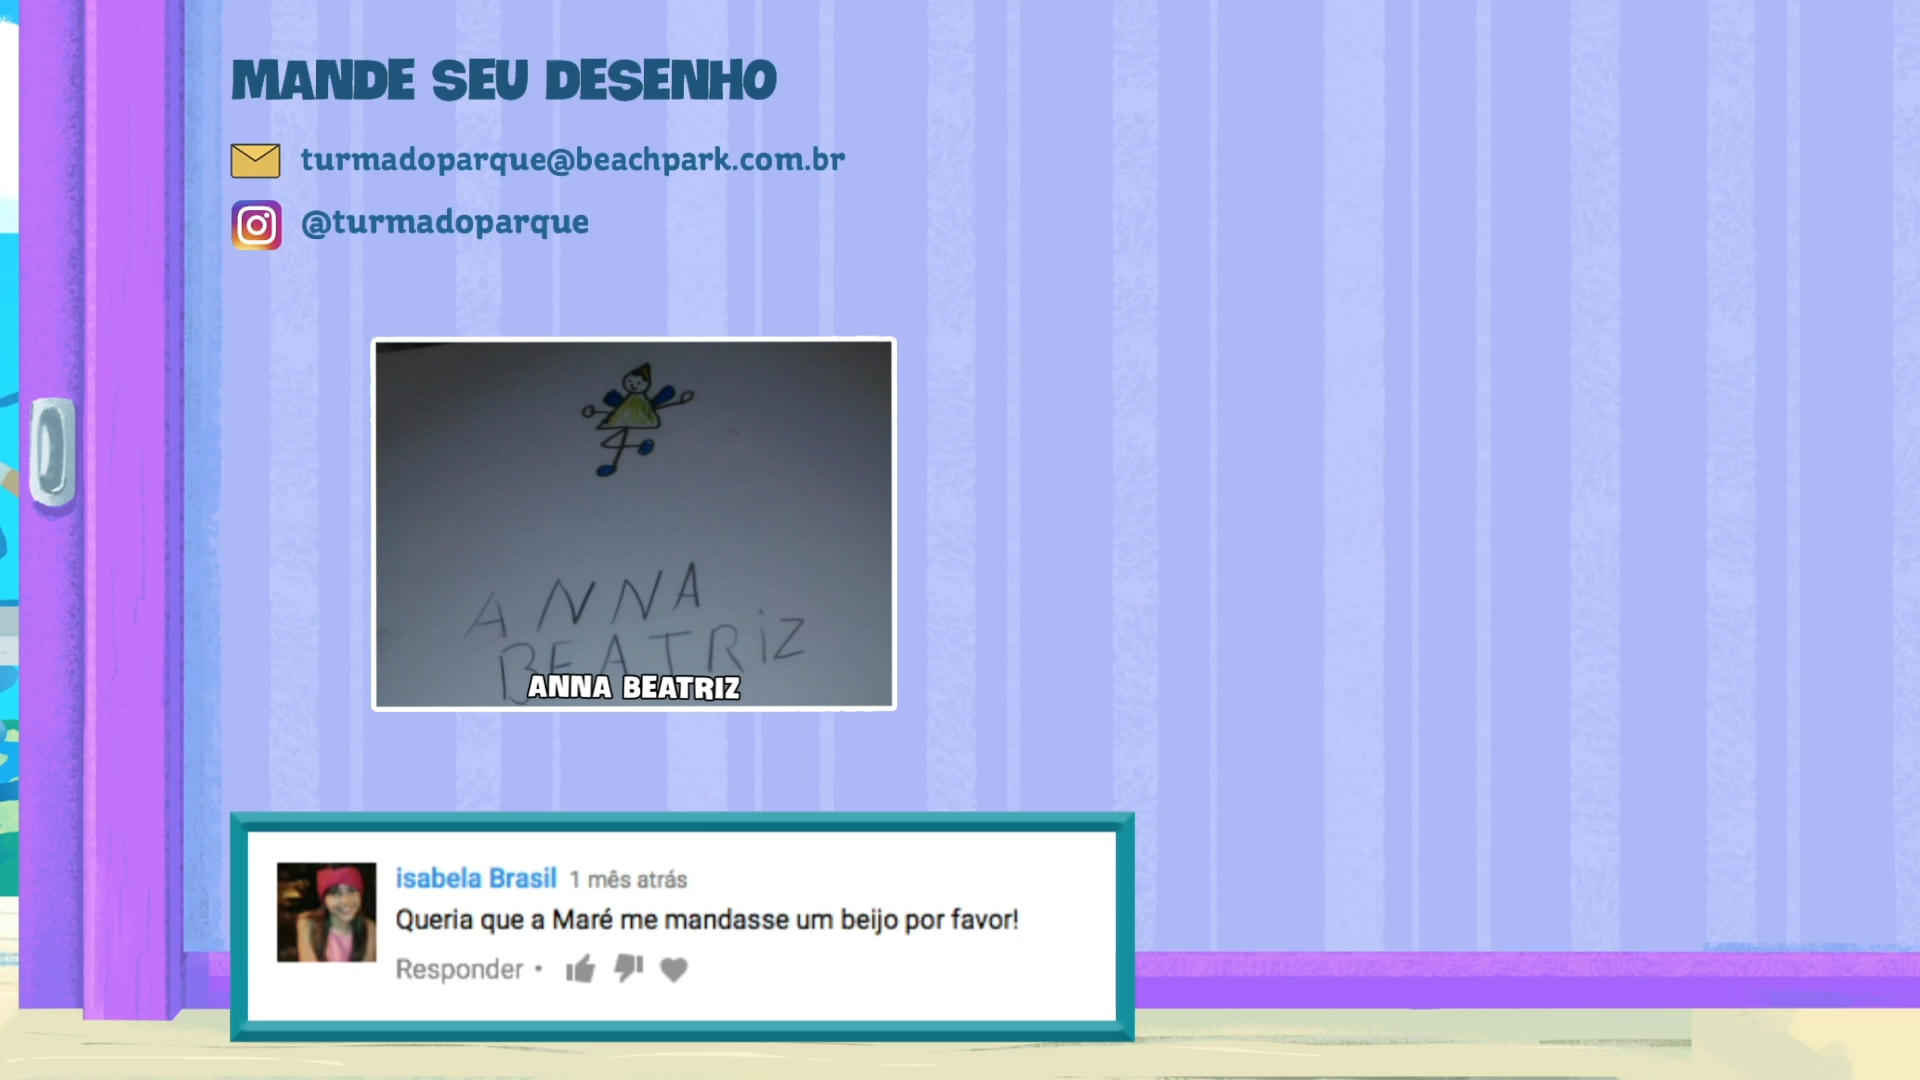 MANDE SEU DESENHO
turmadoparque@beachpark.com.br
@turmadoparque
ANNA
BEATRIZ
ANNA BEATRIZ
isabela Brasil 1 mês atrás
Queria que a Maré me mandasse um beijo por favor!
Responder •